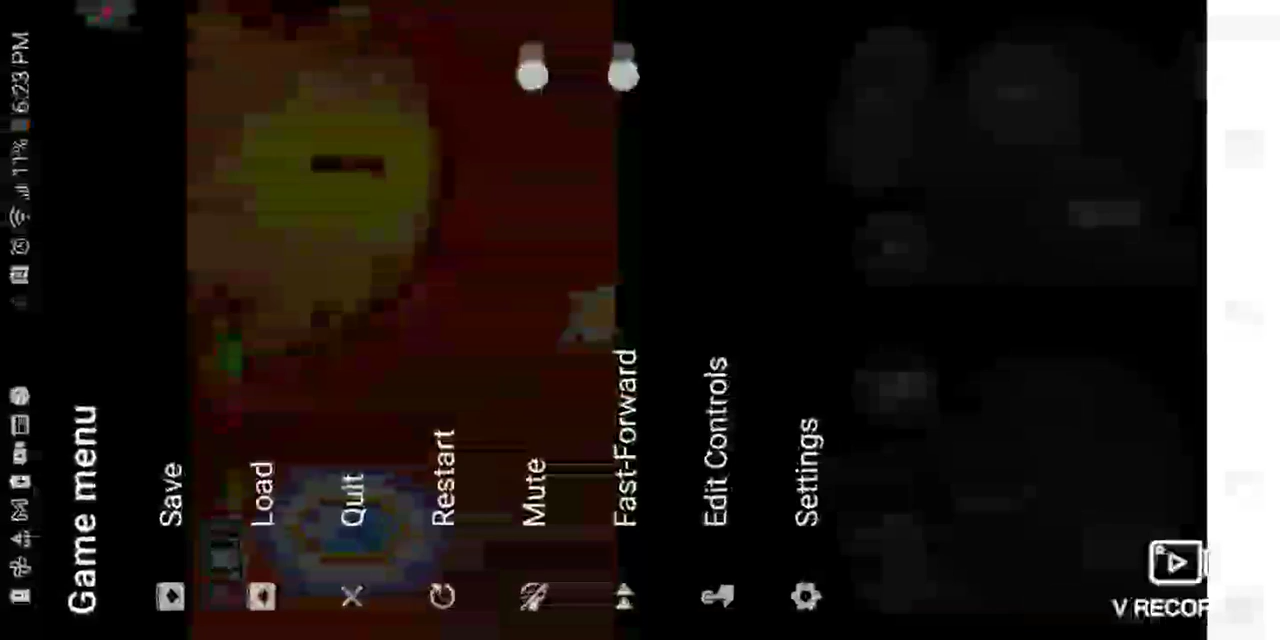 11% 6:23 PM
Game menu
Save
Load
Quit
Restart
Mute
Fast-Forward
Edit Controls
Settings
V RECOR